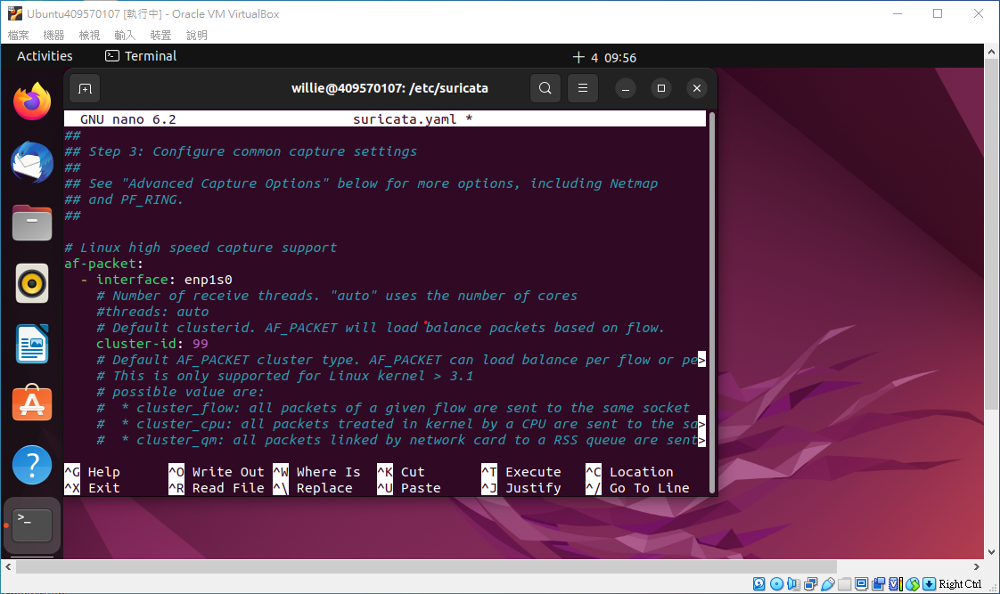 Ubuntu409570107 [執行中] - Oracle VM VirtualBox
檔案 機器 檢視 輸入 裝置 說明
Activities Terminal 十 4 09:56
willie@409570107: /etc/suricata
GNU nano 6.2 suricata.yaml *
##
## Step 3: Configure common capture settings
##
## See "Advanced Capture Options" below for more options, including Netmap
## and PF_RING.
##
# Linux high speed capture support
af-packet:
- interface: enp1s0
# Number of receive threads. "auto" uses the number of cores
#threads: auto
# Default clusterid. AF_PACKET will load balance packets based on flow.
cluster-id: 99
# Default AF_PACKET cluster type. AF_PACKET can load balance per flow or pe>
# This is only supported for Linux kernel > 3.1
# possible value are:
# * cluster_flow: all packets of a given flow are sent to the same socket
# * cluster_cpu: all packets treated in kernel by a CPU are sent to the sa>
# * cluster_qm: all packets linked by network card to a RSS queue are sent>
^G Help ^O Write Out ^W Where Is ^K Cut ^T Execute ^C Location
^X Exit ^R Read File ^\ Replace ^U Paste ^J Justify ^/ Go To Line
Right Ctrl